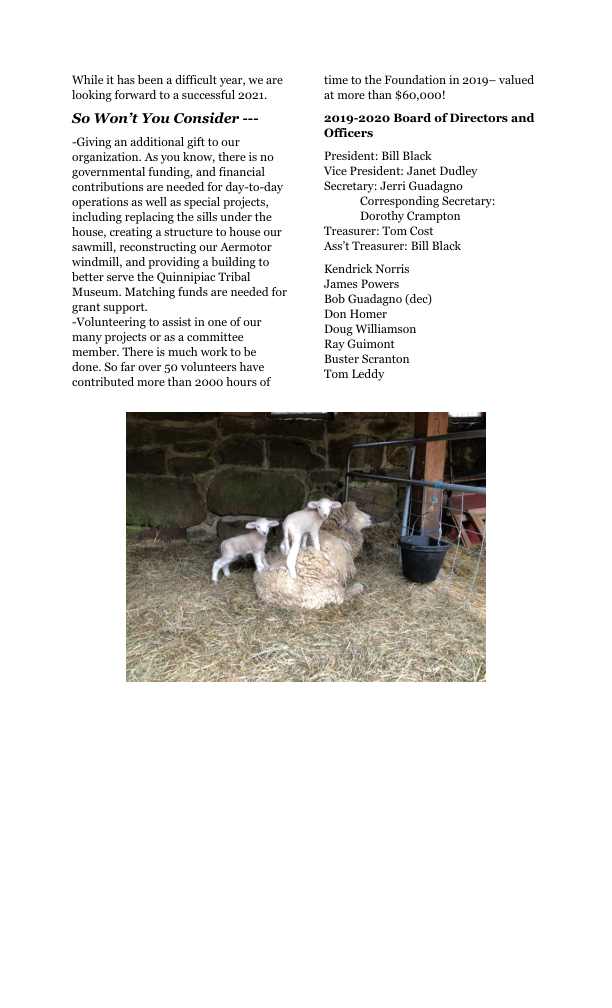 While it has been a difficult year, we are
looking forward to a successful 2021.
So Won't You Consider ---
-Giving an additional gift to our
organization. As you know, there is no
governmental funding, and financial
contributions are needed for day-to-day
operations as well as special projects,
including replacing the sills under the
house, creating a structure to house our
sawmill, reconstructing our Aermotor
windmill, and providing a building to
better serve the Quinnipiac Tribal
Museum. Matching funds are needed for
grant support.
-Volunteering to assist in one of our
many projects or as a committee
member. There is much work to be
done. So far over 50 volunteers have
contributed more than 2000 hours of
time to the Foundation in 2019– valued
at more than $60,000!
2019-2020 Board of Directors and
Officers
President: Bill Black
Vice President: Janet Dudley
Secretary: Jerri Guadagno
Corresponding Secretary:
Dorothy Crampton
Treasurer: Tom Cost
Ass't Treasurer: Bill Black
Kendrick Norris
James Powers
Bob Guadagno (dec)
Don Homer
Doug Williamson
Ray Guimont
Buster Scranton
Tom Leddy